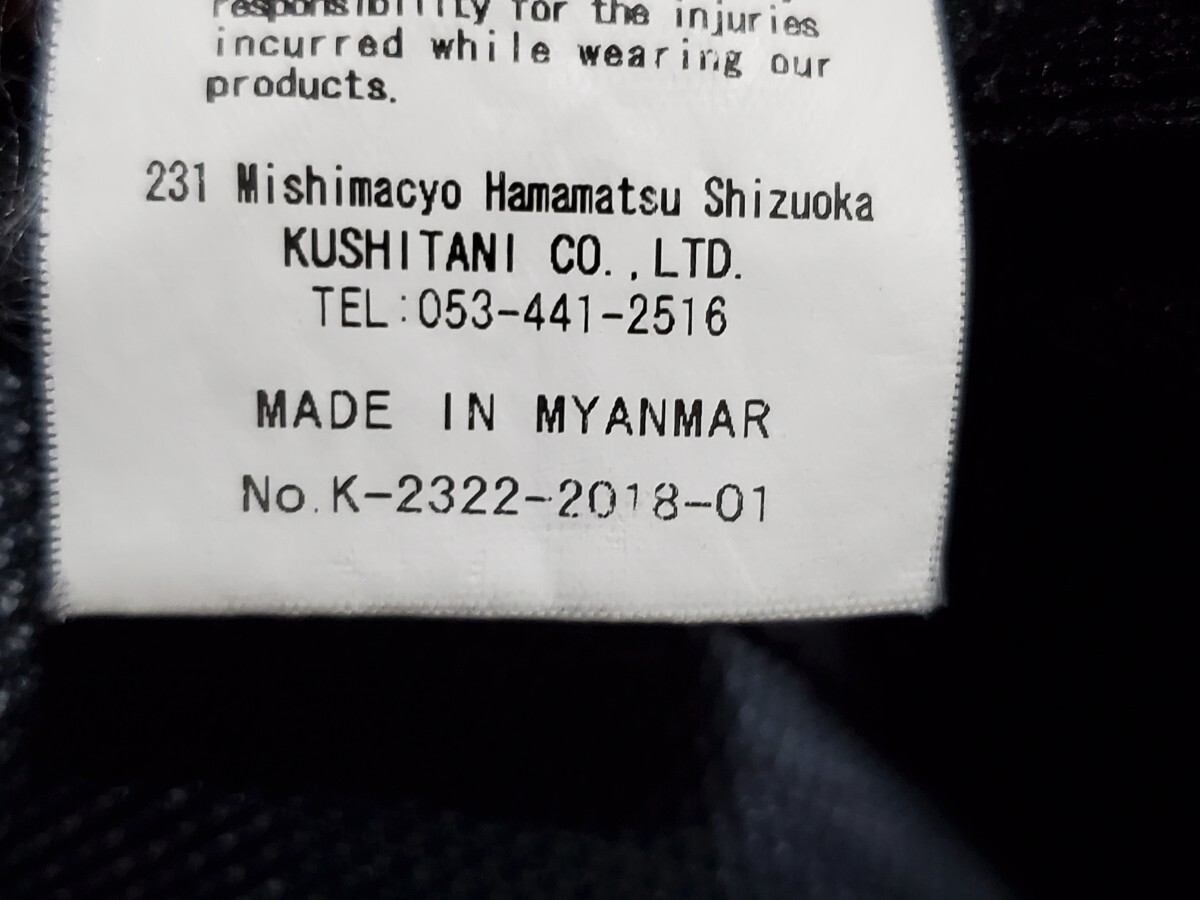 responsibility for the injuries
incurred while wearing our
products.
231 Mishimacyo Hamamatsu Shizuoka
KUSHITANI CO.,LTD.
TEL:053-441-2516
MADE IN MYANMAR
No.K-2322-2018-01